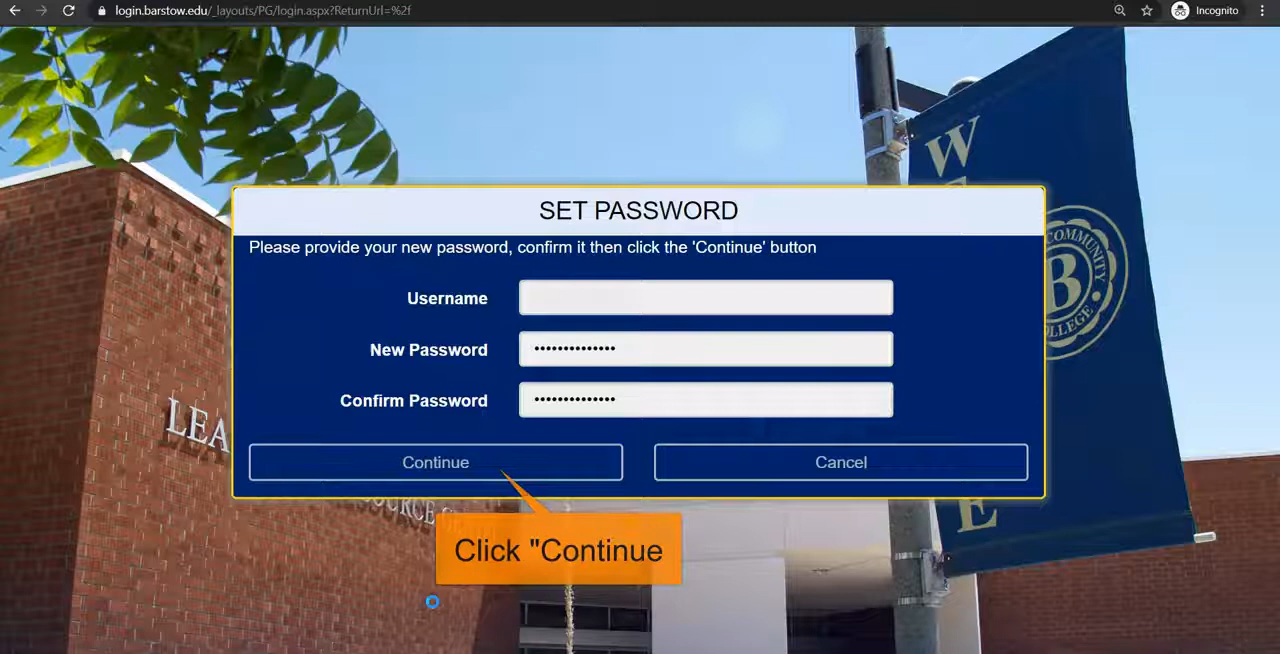 login.barstow.edu/_layouts/PG/login.aspx?ReturnUrl=%2f
Incognito
SET PASSWORD
Please provide your new password, confirm it then click the 'Continue' button
Username
New Password
••••••••••••••
Confirm Password
••••••••••••••
Continue
Cancel
Click "Continue
W
E
LEA
COMMUNITY
B